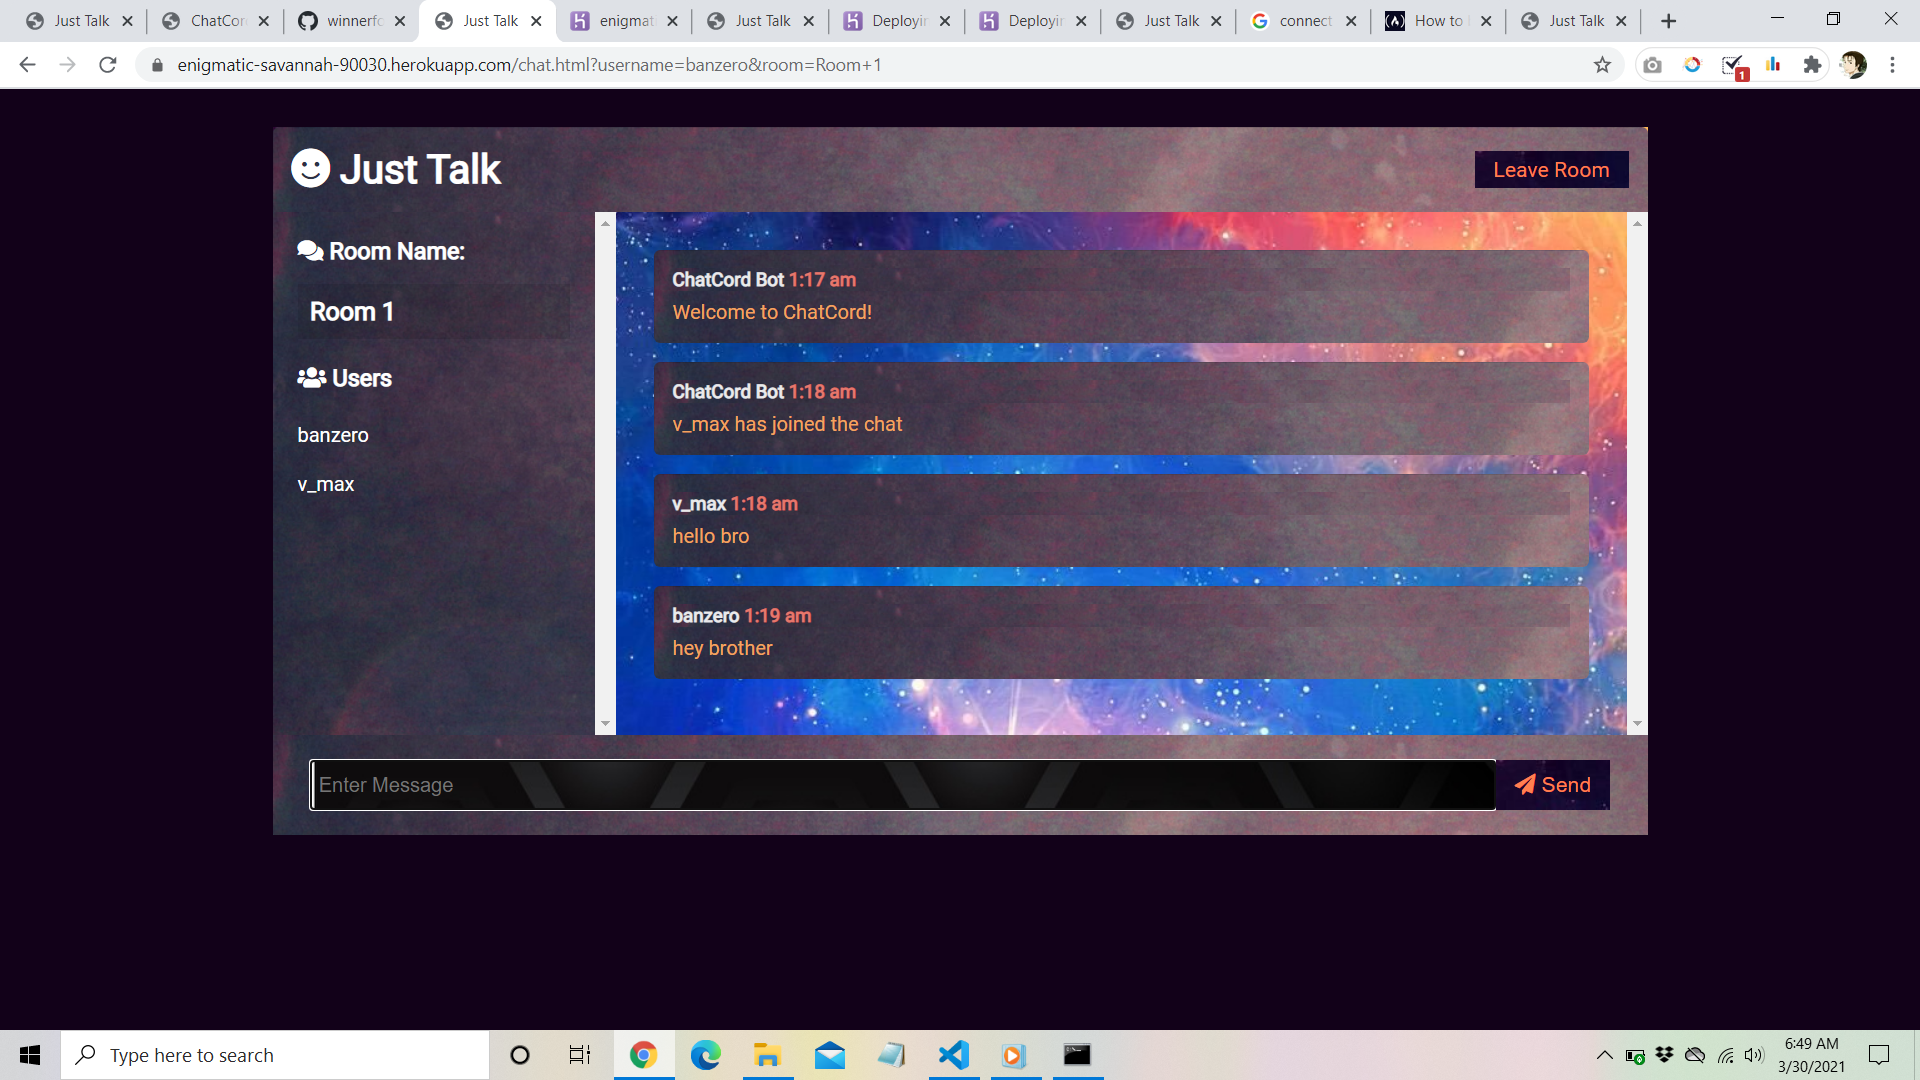 Just Talk
ChatCor
winnerfc
Just Talk
enigmat
Just Talk
Deployin
Deployin
Just Talk
connect
How to
Just Talk
enigmatic-savannah-90030.herokuapp.com/chat.html?username=banzero&room=Room+1
1
Just Talk
Leave Room
Room Name:
Room 1
Users
banzero
v_max
ChatCord Bot 1:17 am
Welcome to ChatCord!
ChatCord Bot 1:18 am
v_max has joined the chat
v_max 1:18 am
hello bro
banzero 1:19 am
hey brother
Enter Message
Send
Type here to search
6:49 AM
3/30/2021